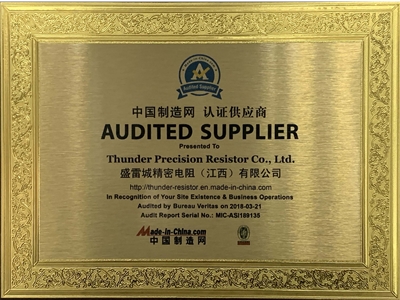 Audited Supplier
中国制造网 认证供应商
AUDITED SUPPLIER
Presented To
Thunder Precision Resistor Co., Ltd.
盛雷城精密电阻（江西）有限公司
http://thunder-resistor.en.made-in-china.com/
In Recognition of Your Site Existence & Business Operations
Audited by Bureau Veritas on 2018-03-21
Audit Report Serial No.: MIC-ASI189138
Made-in-China.com
中国制造网